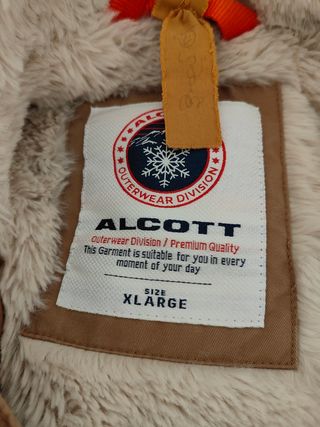 ALCOTT
OUTERWEAR DIVISION
ALCOTT
Outerwear Division / Premium Quality
This Garment is suitable for you in every
moment of your day
SIZE
XLARGE